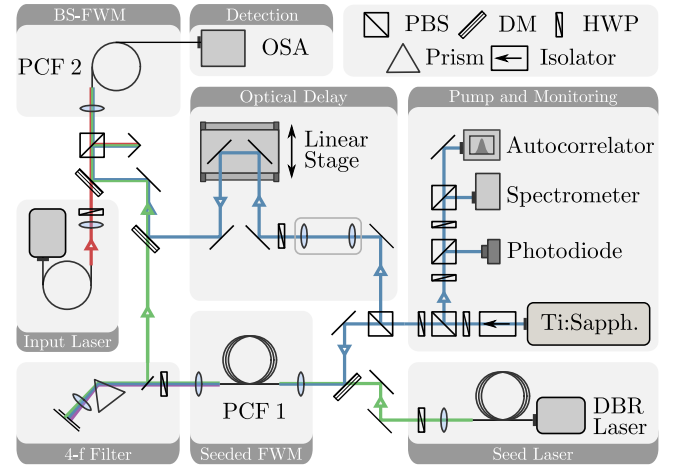 BS-FWM
Detection
PCF 2
OSA
PBS
DM
HWP
Prism
Isolator
Optical Delay
Pump and Monitoring
Linear
Stage
Autocorrelator
Spectrometer
Photodiode
Ti:Sapph.
Input Laser
PCF 1
DBR
Laser
4-f Filter
Seeded FWM
Seed Laser